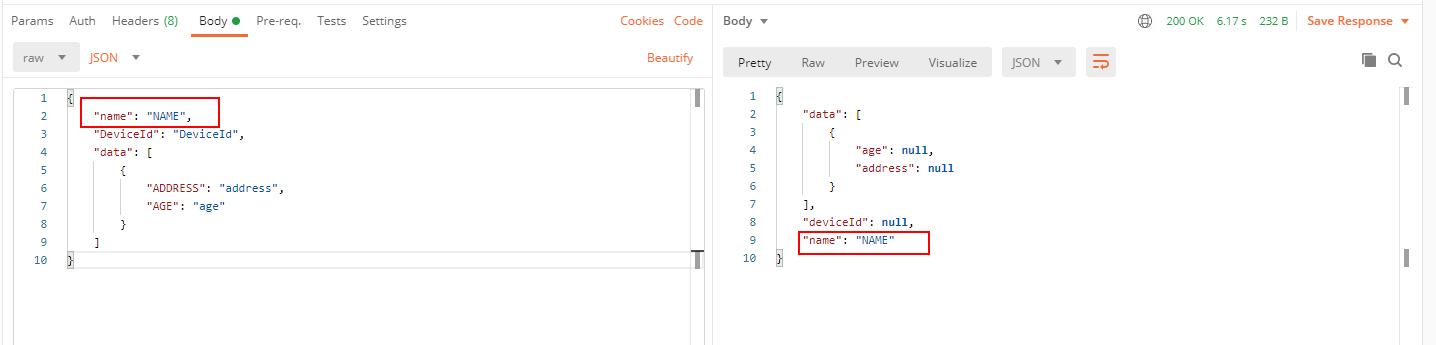 Params Auth Headers (8) Body Pre-req. Tests Settings Cookies Code
raw JSON Beautify
1 {
2 "name": "NAME",
3 "DeviceId": "DeviceId",
4 "data": [
5 {
6 "ADDRESS": "address",
7 "AGE": "age"
8 }
9 ]
10 }
Body 200 OK 6.17 s 232 B Save Response
Pretty Raw Preview Visualize JSON
1 {
2 "data": [
3 {
4 "age": null,
5 "address": null
6 }
7 ],
8 "deviceId": null,
9 "name": "NAME"
10 }